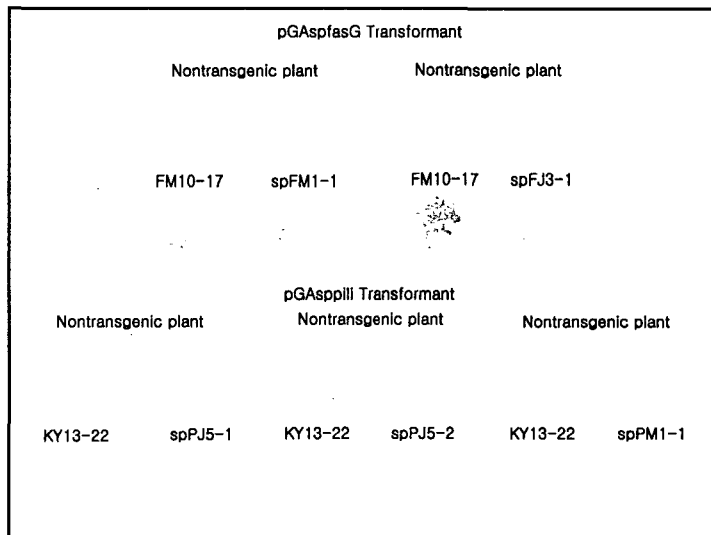 pGAspfasG Transformant
Nontransgenic plant Nontransgenic plant
FM10-17 spFM1-1 FM10-17 spFJ3-1
pGAsppili Transformant
Nontransgenic plant Nontransgenic plant Nontransgenic plant
KY13-22 spPJ5-1 KY13-22 spPJ5-2 KY13-22 spPM1-1